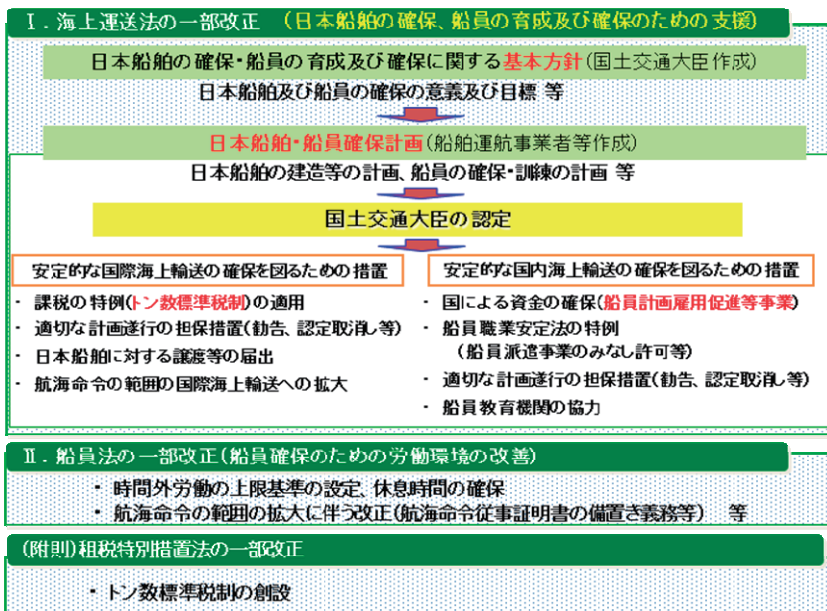 Ⅰ．海上運送法の一部改正　（日本船舶の確保、船員の育成及び確保のための支援）
日本船舶の確保・船員の育成及び確保に関する基本方針（国土交通大臣作成）
日本船舶及び船員の確保の意義及び目標 等
日本船舶・船員確保計画（船舶運航事業者等作成）
日本船舶の建造等の計画、船員の確保・訓練の計画 等
国土交通大臣の認定
安定的な国際海上輸送の確保を図るための措置
・ 課税の特例（トン数標準税制）の適用
・ 適切な計画遂行の担保措置（勧告、認定取消し等）
・ 日本船舶に対する譲渡等の届出
・ 航海命令の範囲の国際海上輸送への拡大
安定的な国内海上輸送の確保を図るための措置
・ 国による資金の確保（船員計画雇用促進等事業）
・ 船員職業安定法の特例
（船員派遣事業のみなし許可等）
・ 適切な計画遂行の担保措置（勧告、認定取消し等）
・ 船員教育機関の協力
Ⅱ．船員法の一部改正（船員確保のための労働環境の改善）
・ 時間外労働の上限基準の設定、休息時間の確保
・ 航海命令の範囲の拡大に伴う改正（航海命令従事証明書の備置き義務等）　等
（附則）租税特別措置法の一部改正
・ トン数標準税制の創設